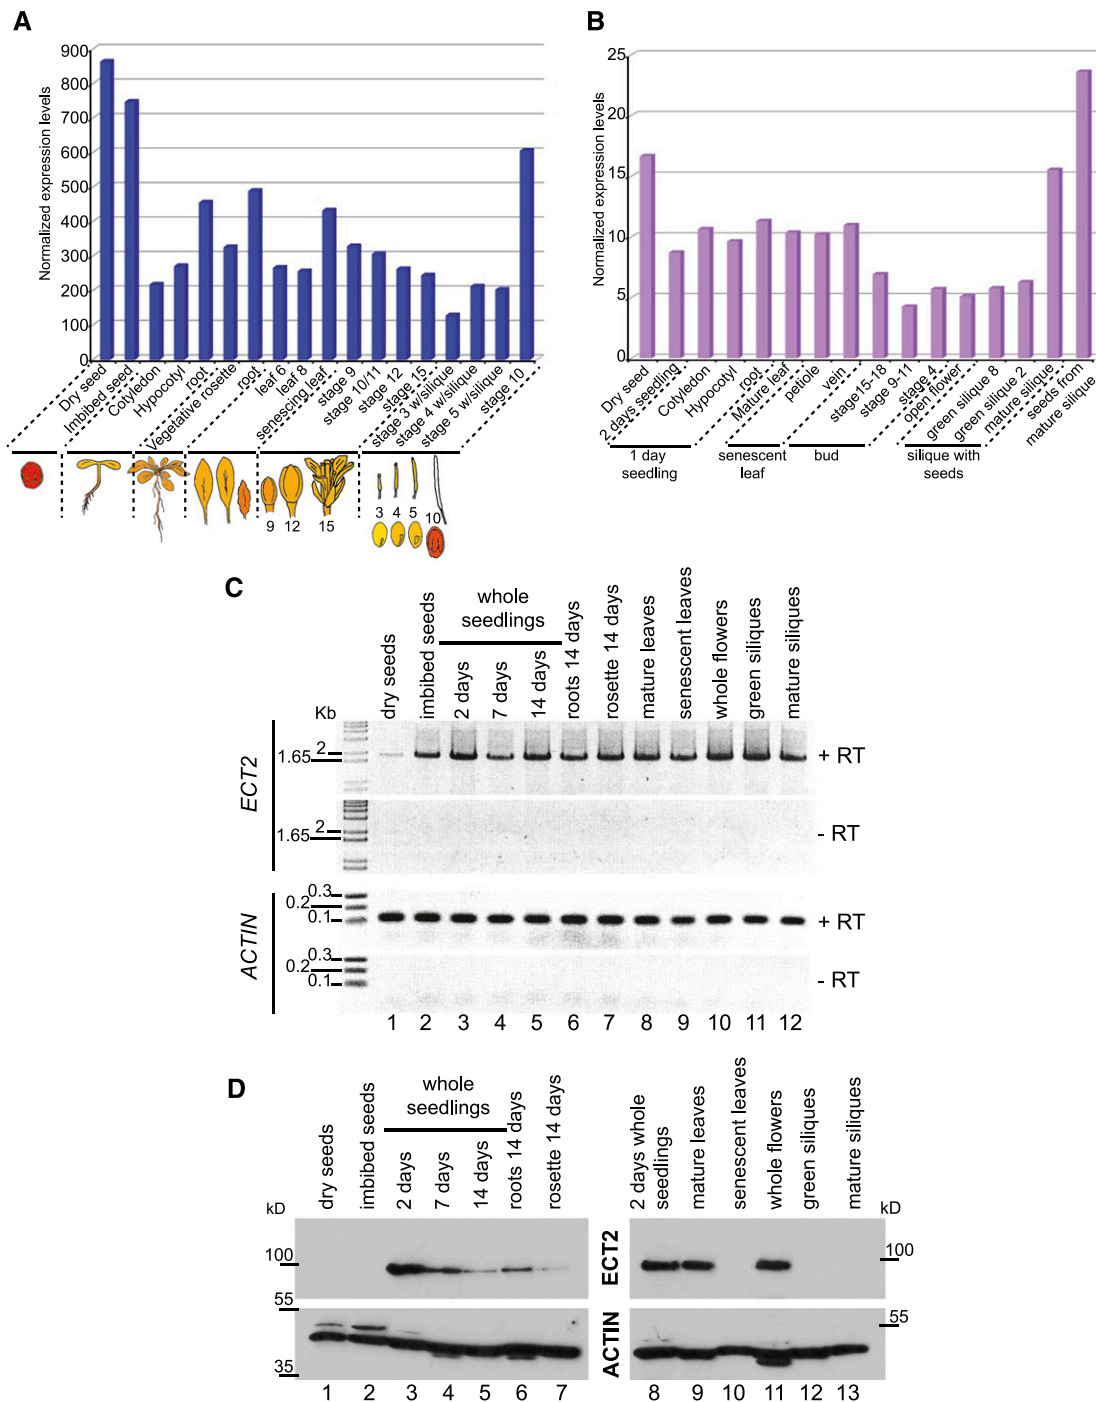 A
900
800
700
600
500
400
300
200
100
0
Normalized expression levels
Dry seed
Imbibed seed
Cotyledon
Hypocotyl
root
Vegetative rosette
root
leaf 6
leaf 8
senescing leaf
stage 9
stage 10/11
stage 12
stage 15
stage 3 w/silique
stage 4 w/silique
stage 5 w/silique
stage 10
9
12
15
3
4
5
10
B
25
20
15
10
5
0
Normalized expression levels
Dry seed
2 days seedling
Cotyledon
Hypocotyl
root
Mature leaf
petiole
vein
stage15-18
stage 9-11
stage 4
open flower
green silique 8
green silique 2
mature silique
seeds from
mature silique
1 day
seedling
senescent
leaf
bud
silique with
seeds
C
dry seeds
imbibed seeds
whole
seedlings
2 days
7 days
14 days
roots 14 days
rosette 14 days
mature leaves
senescent leaves
whole flowers
green siliques
mature siliques
Kb
ECT2
2
1.65
+ RT
2
1.65
- RT
ACTIN
0.3
0.2
0.1
+ RT
0.3
0.2
0.1
- RT
1 2 3 4 5 6 7 8 9 10 11 12
D
dry seeds
imbibed seeds
whole
seedlings
2 days
7 days
14 days
roots 14 days
rosette 14 days
2 days whole
seedlings
mature leaves
senescent leaves
whole flowers
green siliques
mature siliques
kD
kD
100
ECT2
100
55
ACTIN
55
35
1 2 3 4 5 6 7 8 9 10 11 12 13